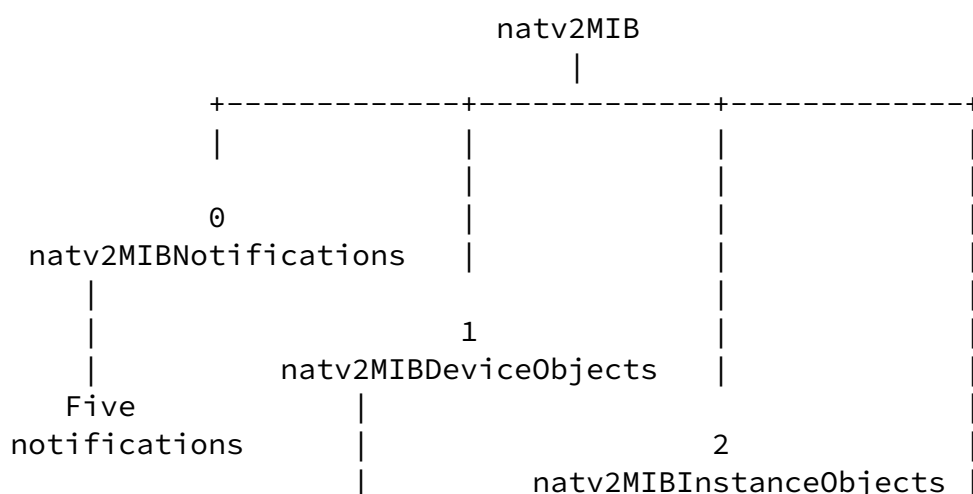 natv2MIB
|
+-------------+-------------+-------------+
| | | |
| | |
0 | | |
natv2MIBNotifications | | |
| | |
| 1 | |
| natv2MIBDeviceObjects | |
Five | |
notifications | 2 |
| natv2MIBInstanceObjects |